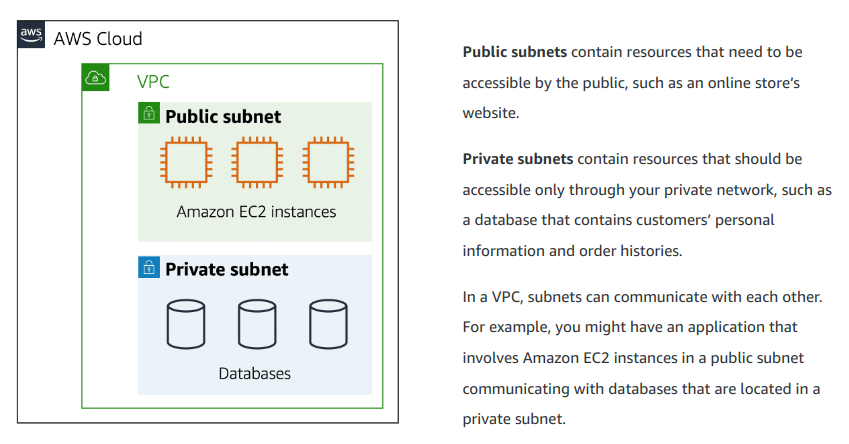 aws
AWS Cloud
VPC
Public subnet
Amazon EC2 instances
Private subnet
Databases
Public subnets contain resources that need to be
accessible by the public, such as an online store’s
website.
Private subnets contain resources that should be
accessible only through your private network, such as
a database that contains customers’ personal
information and order histories.
In a VPC, subnets can communicate with each other.
For example, you might have an application that
involves Amazon EC2 instances in a public subnet
communicating with databases that are located in a
private subnet.